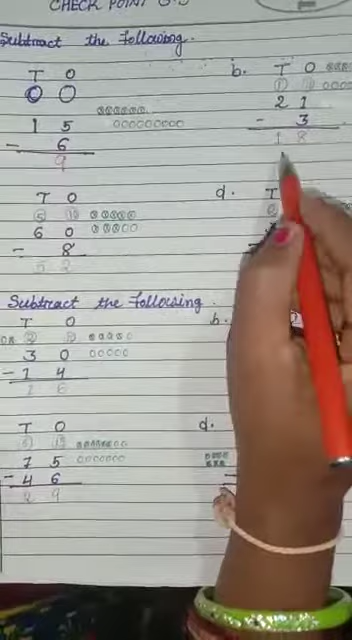 CHECK POINT
Subtract the Following.
T O
1 5
- 6
9
b. T O
2 1
- 3
1 8
T O
6 0
- 8
5 2
d. T
Subtract the Following.
T O
3 0
- 1 4
1 6
b.
T O
7 5
- 4 6
2 9
d.